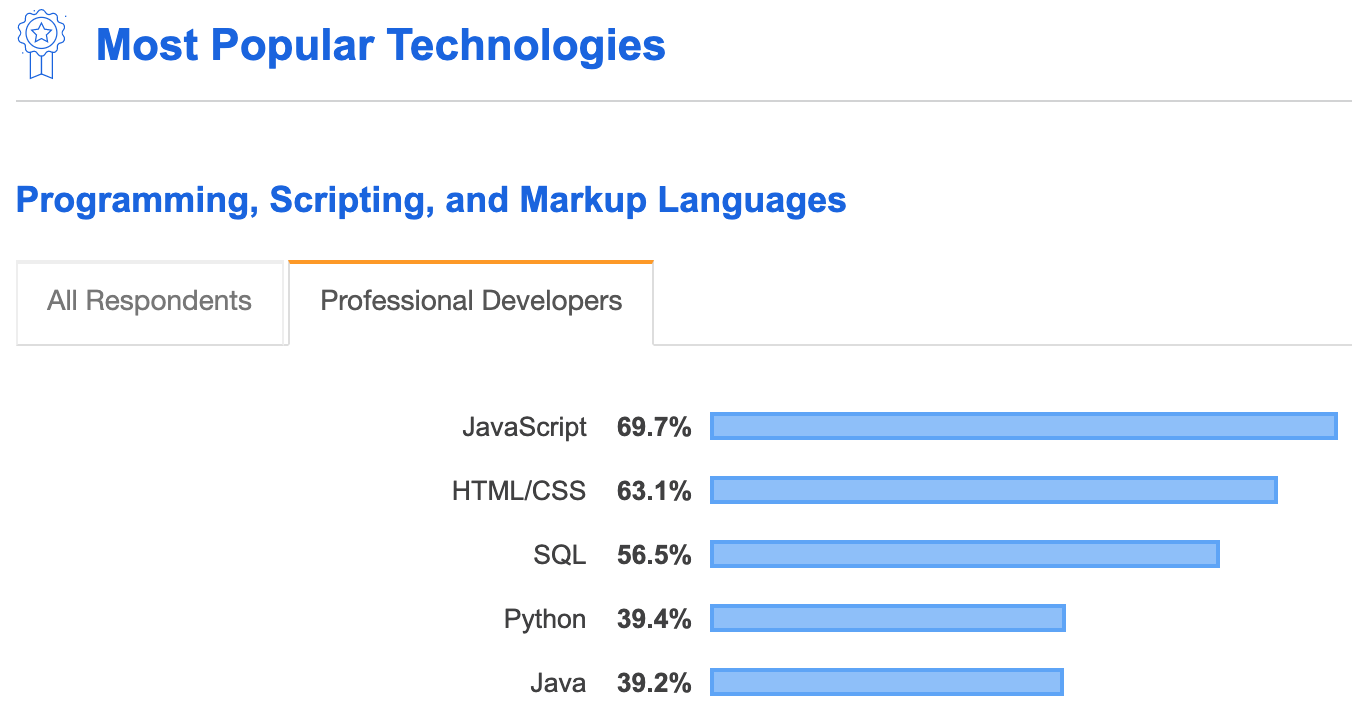 Most Popular Technologies
Programming, Scripting, and Markup Languages
All Respondents Professional Developers
JavaScript 69.7%
HTML/CSS 63.1%
SQL 56.5%
Python 39.4%
Java 39.2%